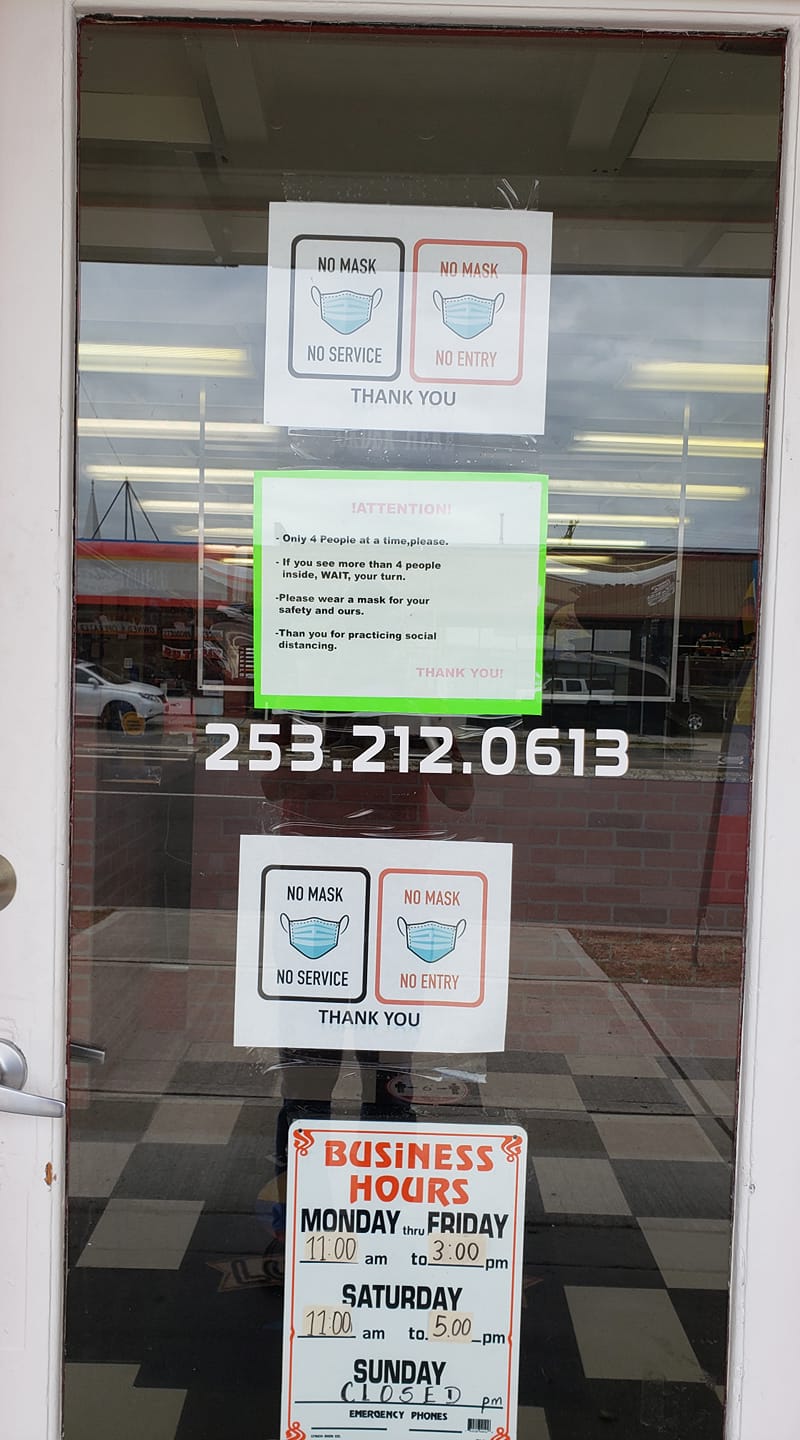 NO MASK
NO SERVICE
NO MASK
NO ENTRY
THANK YOU
!ATTENTION!
- Only 4 People at a time,please.
- If you see more than 4 people
inside, WAIT, your turn.
-Please wear a mask for your
safety and ours.
-Than you for practicing social
distancing.
THANK YOU!
253.212.0613
NO MASK
NO SERVICE
NO MASK
NO ENTRY
THANK YOU
BUSINESS
HOURS
MONDAY thru FRIDAY
11:00 am to 3:00 pm
SATURDAY
11:00 am to 5:00 pm
SUNDAY
CLOSED pm
EMERGENCY PHONES